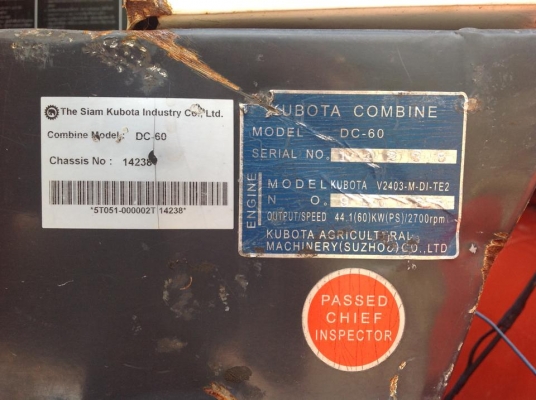 The Siam Kubota Industry Co., Ltd.
Combine Model : DC-60
Chassis No : 14238
*5T051-000002T 14238*
KUBOTA COMBINE
MODEL DC-60
SERIAL NO.
ENGINE
MODEL KUBOTA V2403-M-DI-TE2
N O.
OUTPUT/SPEED 44.1(60)KW(PS)/2700rpm
KUBOTA AGRICULTURAL
MACHINERY(SUZHOU)CO.,LTD
PASSED
CHIEF
INSPECTOR